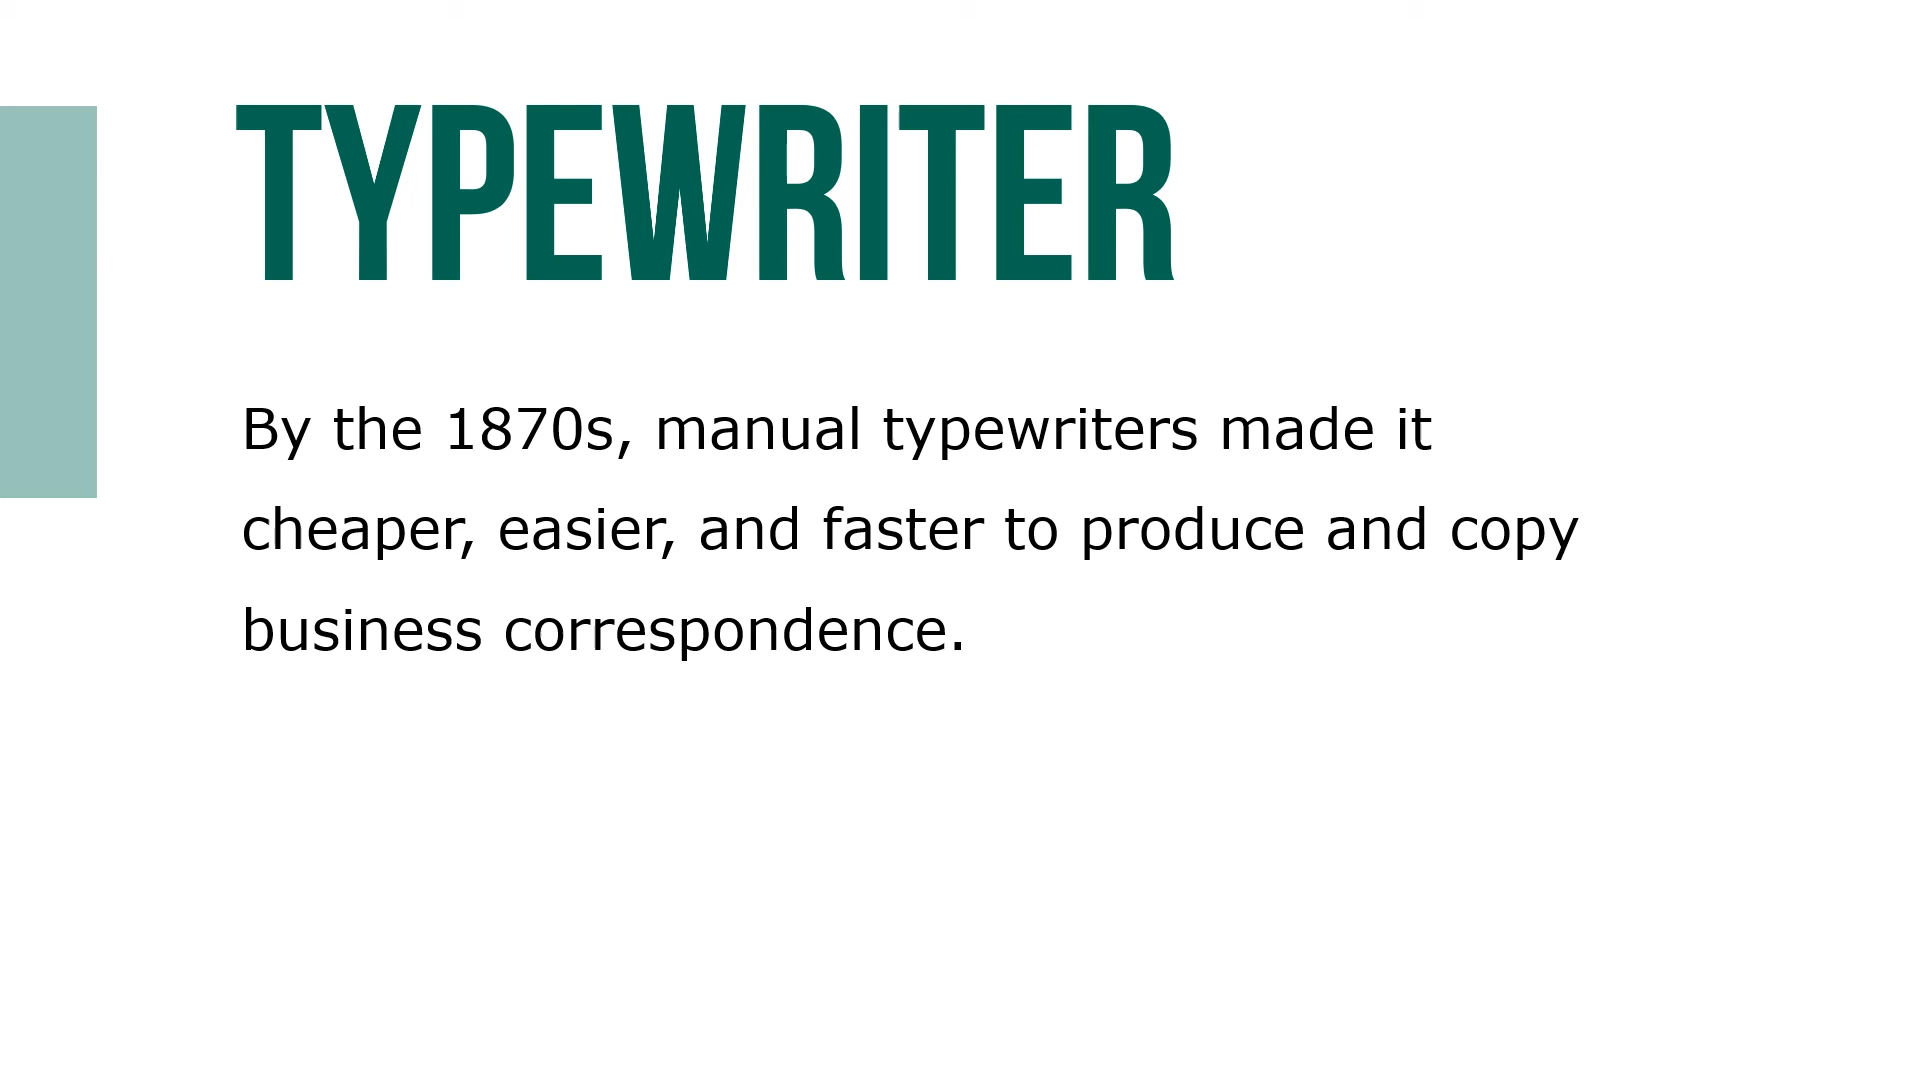 TYPEWRITER
By the 1870s, manual typewriters made it
cheaper, easier, and faster to produce and copy
business correspondence.